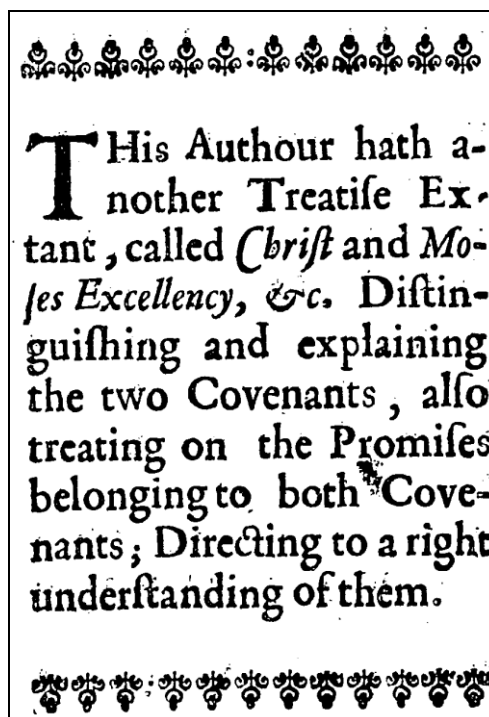 THis Authour hath a-
nother Treatiſe Ex-
tant, called Chriſt and Mo-
ſes Excellency, &c. Diſtin-
guiſhing and explaining
the two Covenants, alſo
treating on the Promiſes
belonging to both Cove-
nants; Directing to a right
underſtanding of them.